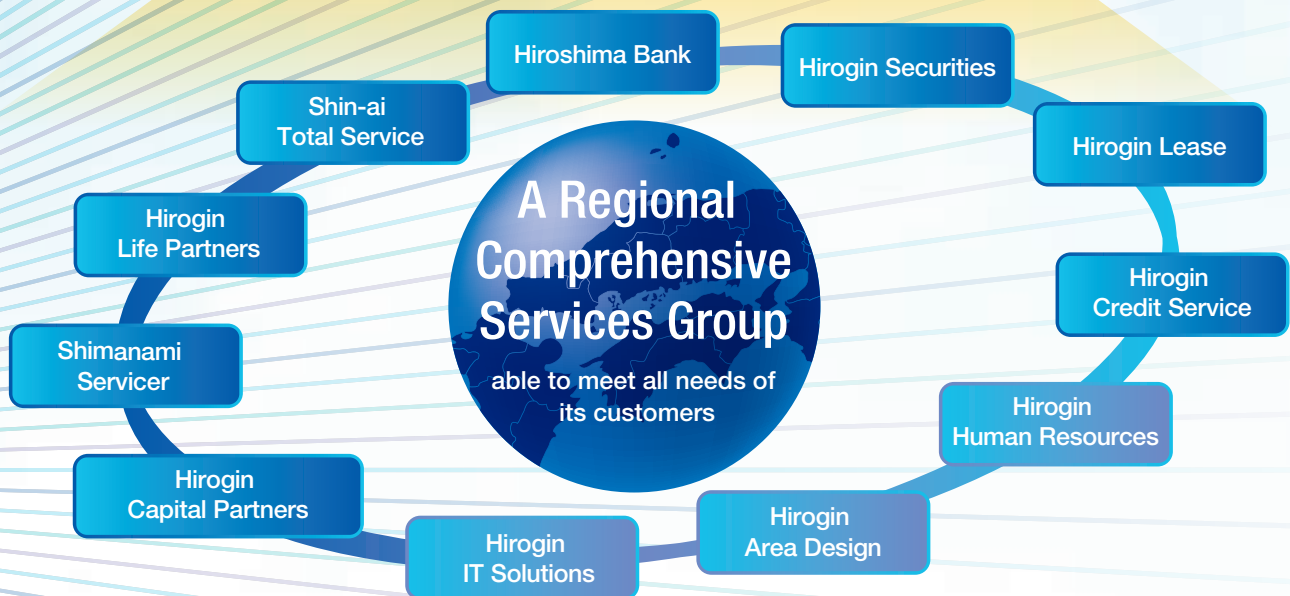 Hiroshima Bank
Hirogin Securities
Shin-ai
Total Service
Hirogin Lease
A Regional
Comprehensive
Services Group
able to meet all needs of
its customers
Hirogin
Life Partners
Hirogin
Credit Service
Shimanami
Servicer
Hirogin
Human Resources
Hirogin
Capital Partners
Hirogin
Area Design
Hirogin
IT Solutions